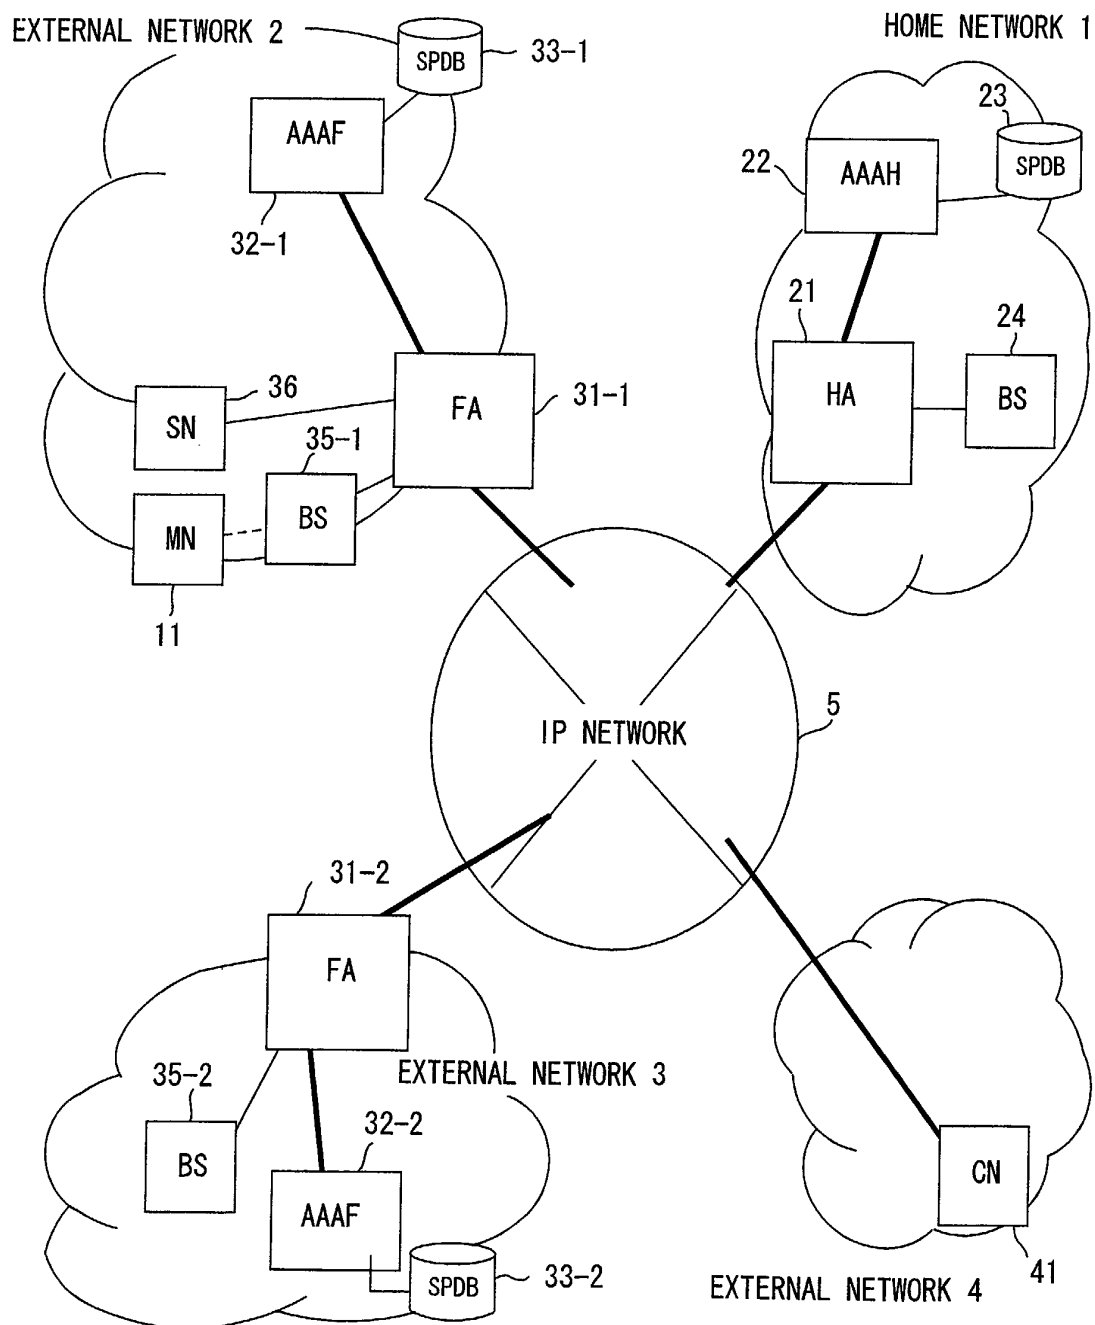 EXTERNAL NETWORK 2
SPDB
33-1
HOME NETWORK 1
AAAF
32-1
23
SPDB
22
AAAH
21
24
HA
BS
36
SN
FA
31-1
35-1
BS
MN
11
5
IP NETWORK
31-2
FA
EXTERNAL NETWORK 3
35-2
BS
32-2
AAAF
SPDB
33-2
CN
41
EXTERNAL NETWORK 4